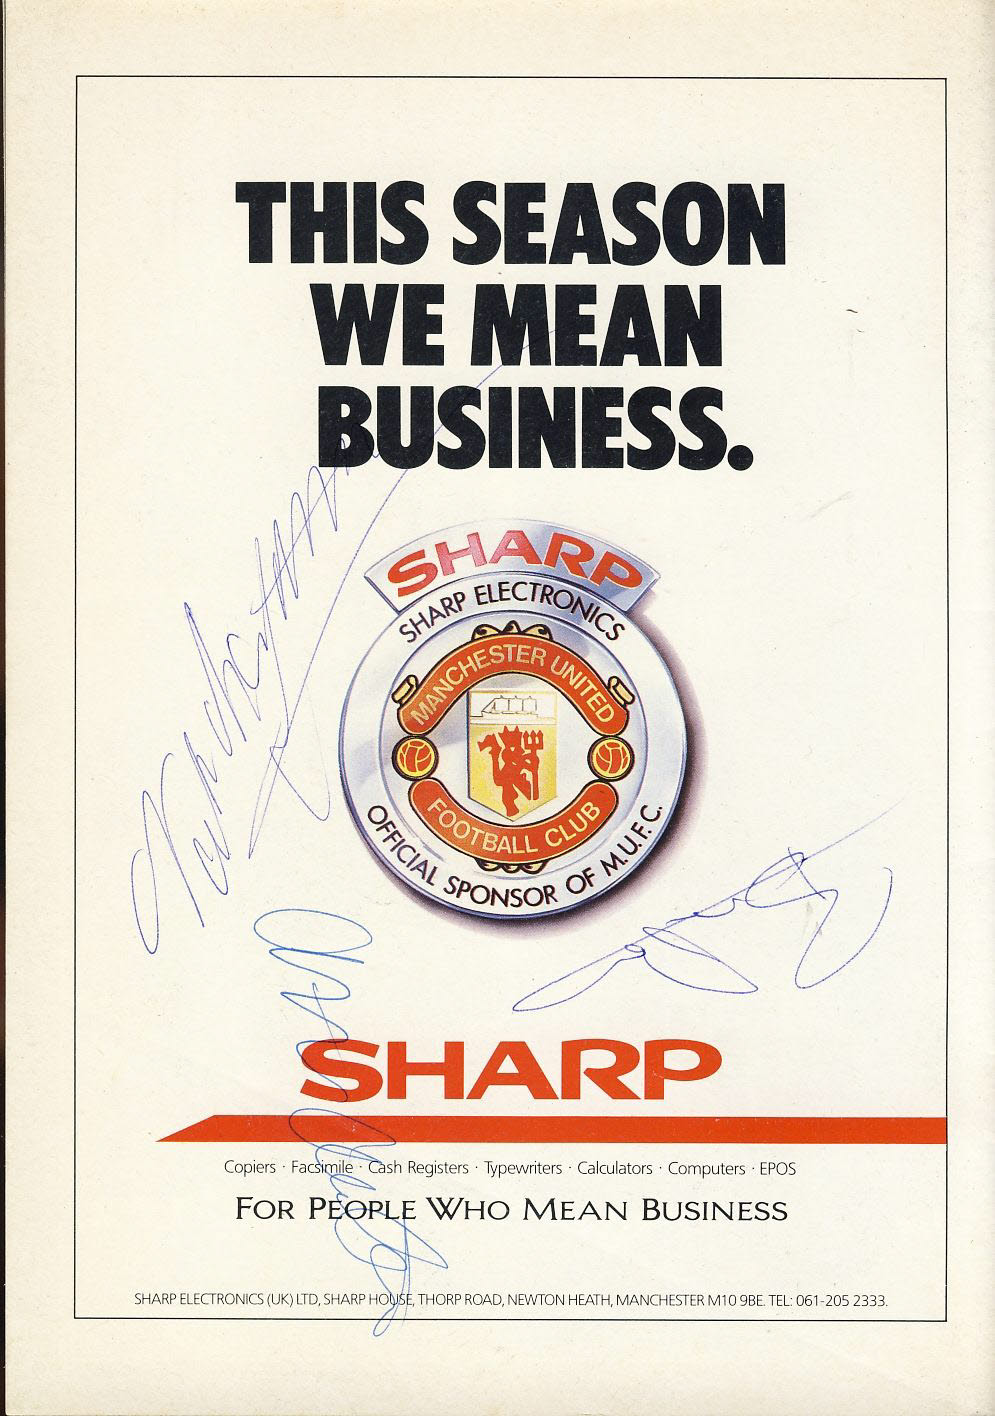 THIS SEASON
WE MEAN
BUSINESS.
SHARP
SHARP ELECTRONICS
MANCHESTER UNITED
FOOTBALL CLUB
OFFICIAL SPONSOR OF M.U.F.C.
SHARP
Copiers · Facsimile · Cash Registers · Typewriters · Calculators · Computers · EPOS
FOR PEOPLE WHO MEAN BUSINESS
SHARP ELECTRONICS (UK) LTD, SHARP HOUSE, THORP ROAD, NEWTON HEATH, MANCHESTER M10 9BE. TEL: 061-205 2333.